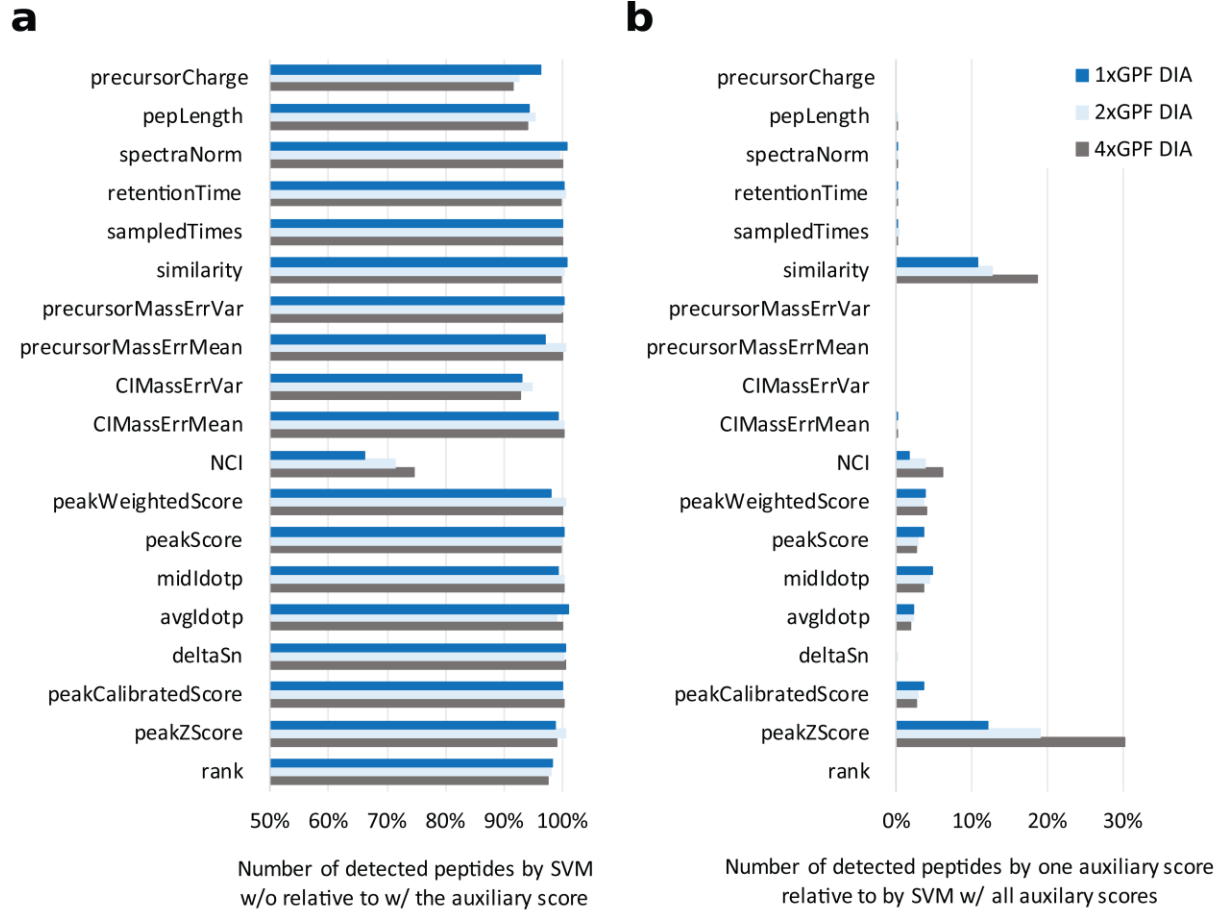 a
precursorCharge
pepLength
spectraNorm
retentionTime
sampledTimes
similarity
precursorMassErrVar
precursorMassErrMean
CIMassErrVar
CIMassErrMean
NCI
peakWeightedScore
peakScore
midIdotp
avgIdotp
deltaSn
peakCalibratedScore
peakZScore
rank
50% 60% 70% 80% 90% 100%
Number of detected peptides by SVM
w/o relative to w/ the auxiliary score
b
1xGPF DIA
2xGPF DIA
4xGPF DIA
precursorCharge
pepLength
spectraNorm
retentionTime
sampledTimes
similarity
precursorMassErrVar
precursorMassErrMean
CIMassErrVar
CIMassErrMean
NCI
peakWeightedScore
peakScore
midIdotp
avgIdotp
deltaSn
peakCalibratedScore
peakZScore
rank
0% 10% 20% 30%
Number of detected peptides by one auxiliary score
relative to by SVM w/ all auxilary scores